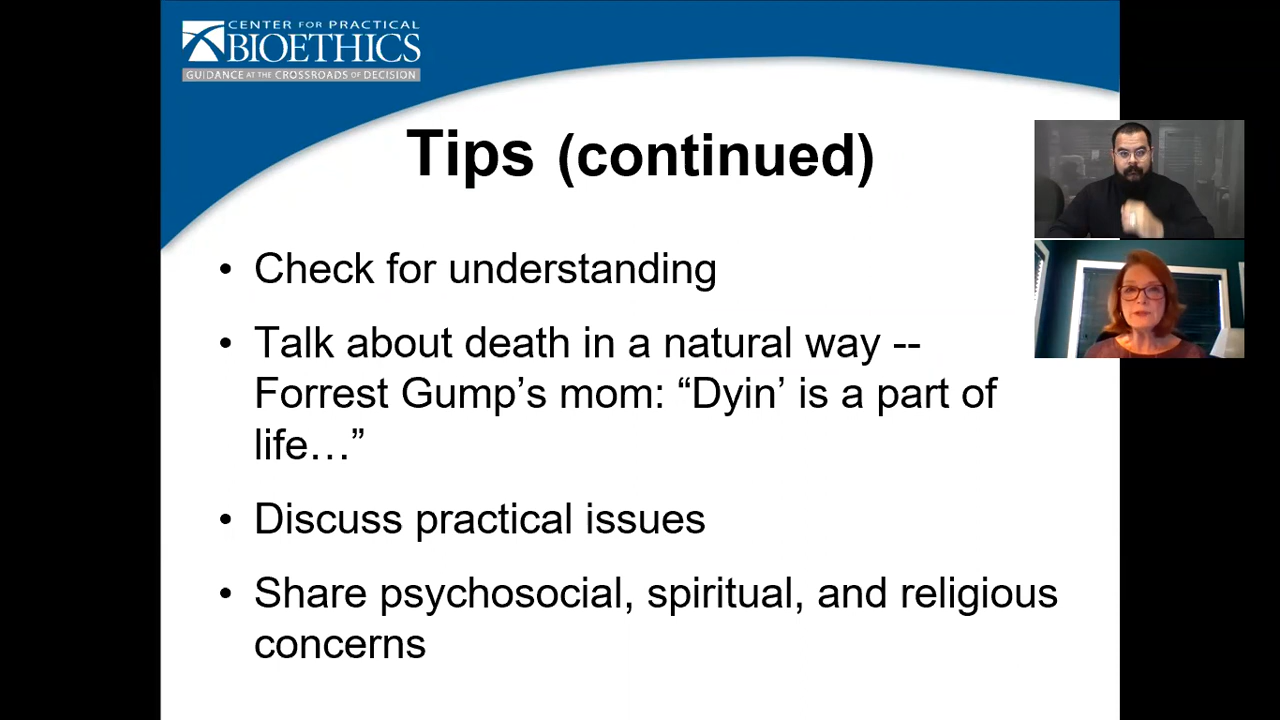 CENTER FOR PRACTICAL
BIOETHICS
GUIDANCE AT THE CROSSROADS OF DECISION
Tips (continued)
• Check for understanding
• Talk about death in a natural way --
Forrest Gump’s mom: “Dyin’ is a part of
life…”
• Discuss practical issues
• Share psychosocial, spiritual, and religious
concerns